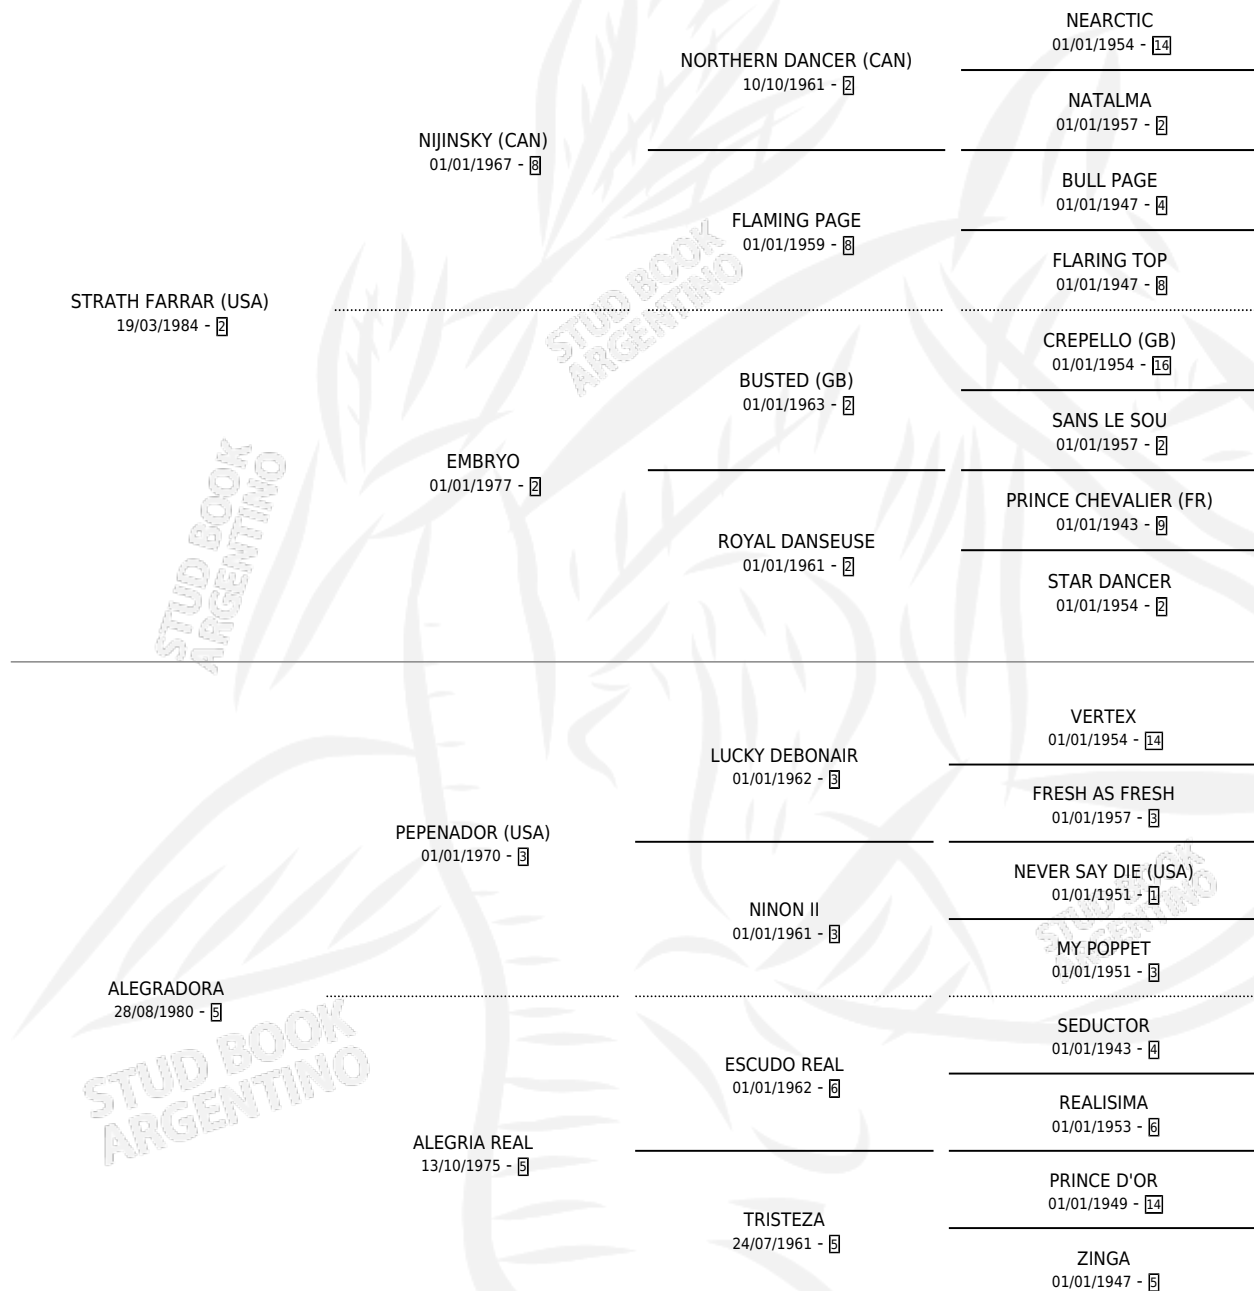 NEARCTIC
01/01/1954 - 14
NORTHERN DANCER (CAN)
10/10/1961 - 2
NATALMA
01/01/1957 - 2
NIJINSKY (CAN)
01/01/1967 - 8
BULL PAGE
01/01/1947 - 4
FLAMING PAGE
01/01/1959 - 8
FLARING TOP
01/01/1947 - 8
STRATH FARRAR (USA)
19/03/1984 - 2
STUD BOOK
ARGENTINO
CREPELLO (GB)
01/01/1954 - 16
BUSTED (GB)
01/01/1963 - 2
SANS LE SOU
01/01/1957 - 2
EMBRYO
01/01/1977 - 2
PRINCE CHEVALIER (FR)
01/01/1943 - 9
ROYAL DANSEUSE
01/01/1961 - 2
STAR DANCER
01/01/1954 - 2
STUD BOOK
ARGENTINO
VERTEX
01/01/1954 - 14
LUCKY DEBONAIR
01/01/1962 - 3
FRESH AS FRESH
01/01/1957 - 3
PEPENADOR (USA)
01/01/1970 - 3
NEVER SAY DIE (USA)
01/01/1951 - 1
NINON II
01/01/1961 - 3
STUD BOOK
ARGENTINO
MY POPPET
01/01/1951 - 3
ALEGRADORA
28/08/1980 - 5
SEDUCTOR
01/01/1943 - 4
STUD BOOK
ARGENTINO
ESCUDO REAL
01/01/1962 - 6
REALISIMA
01/01/1953 - 6
ALEGRIA REAL
13/10/1975 - 5
PRINCE D'OR
01/01/1949 - 14
TRISTEZA
24/07/1961 - 5
ZINGA
01/01/1947 - 5